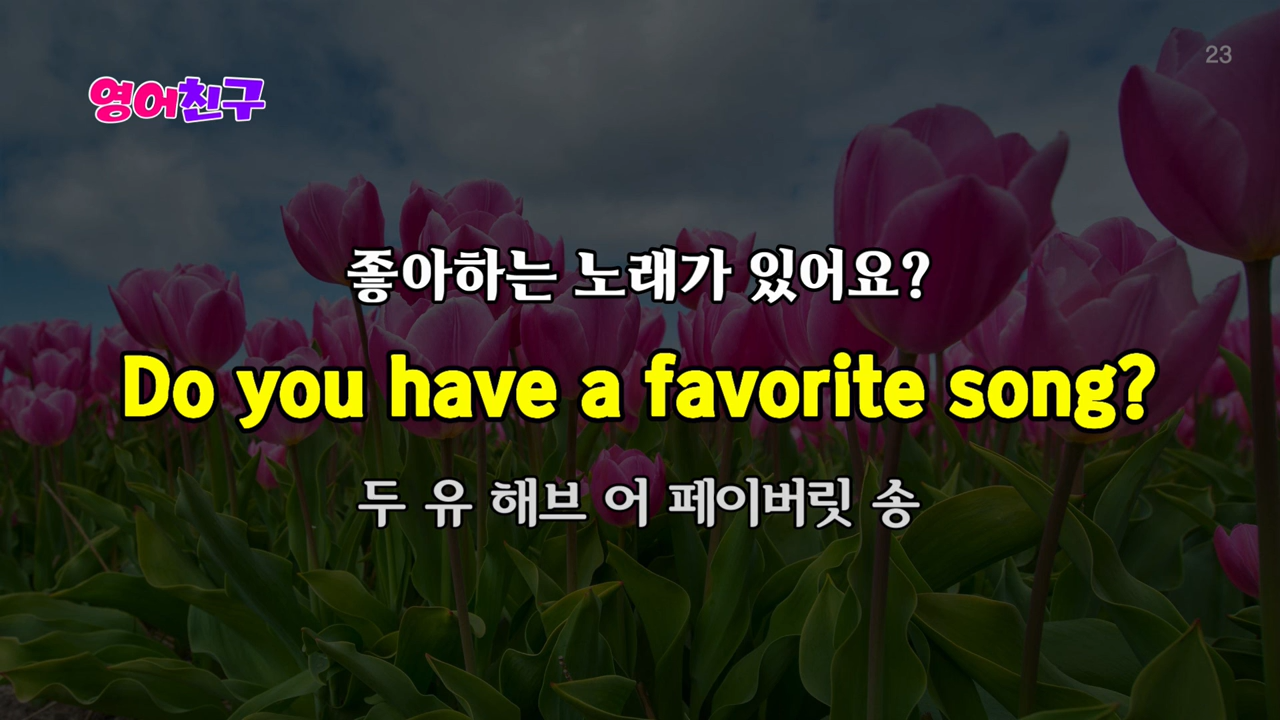 23
영어친구
좋아하는 노래가 있어요?
Do you have a favorite song?
두 유 해브 어 페이버릿 송